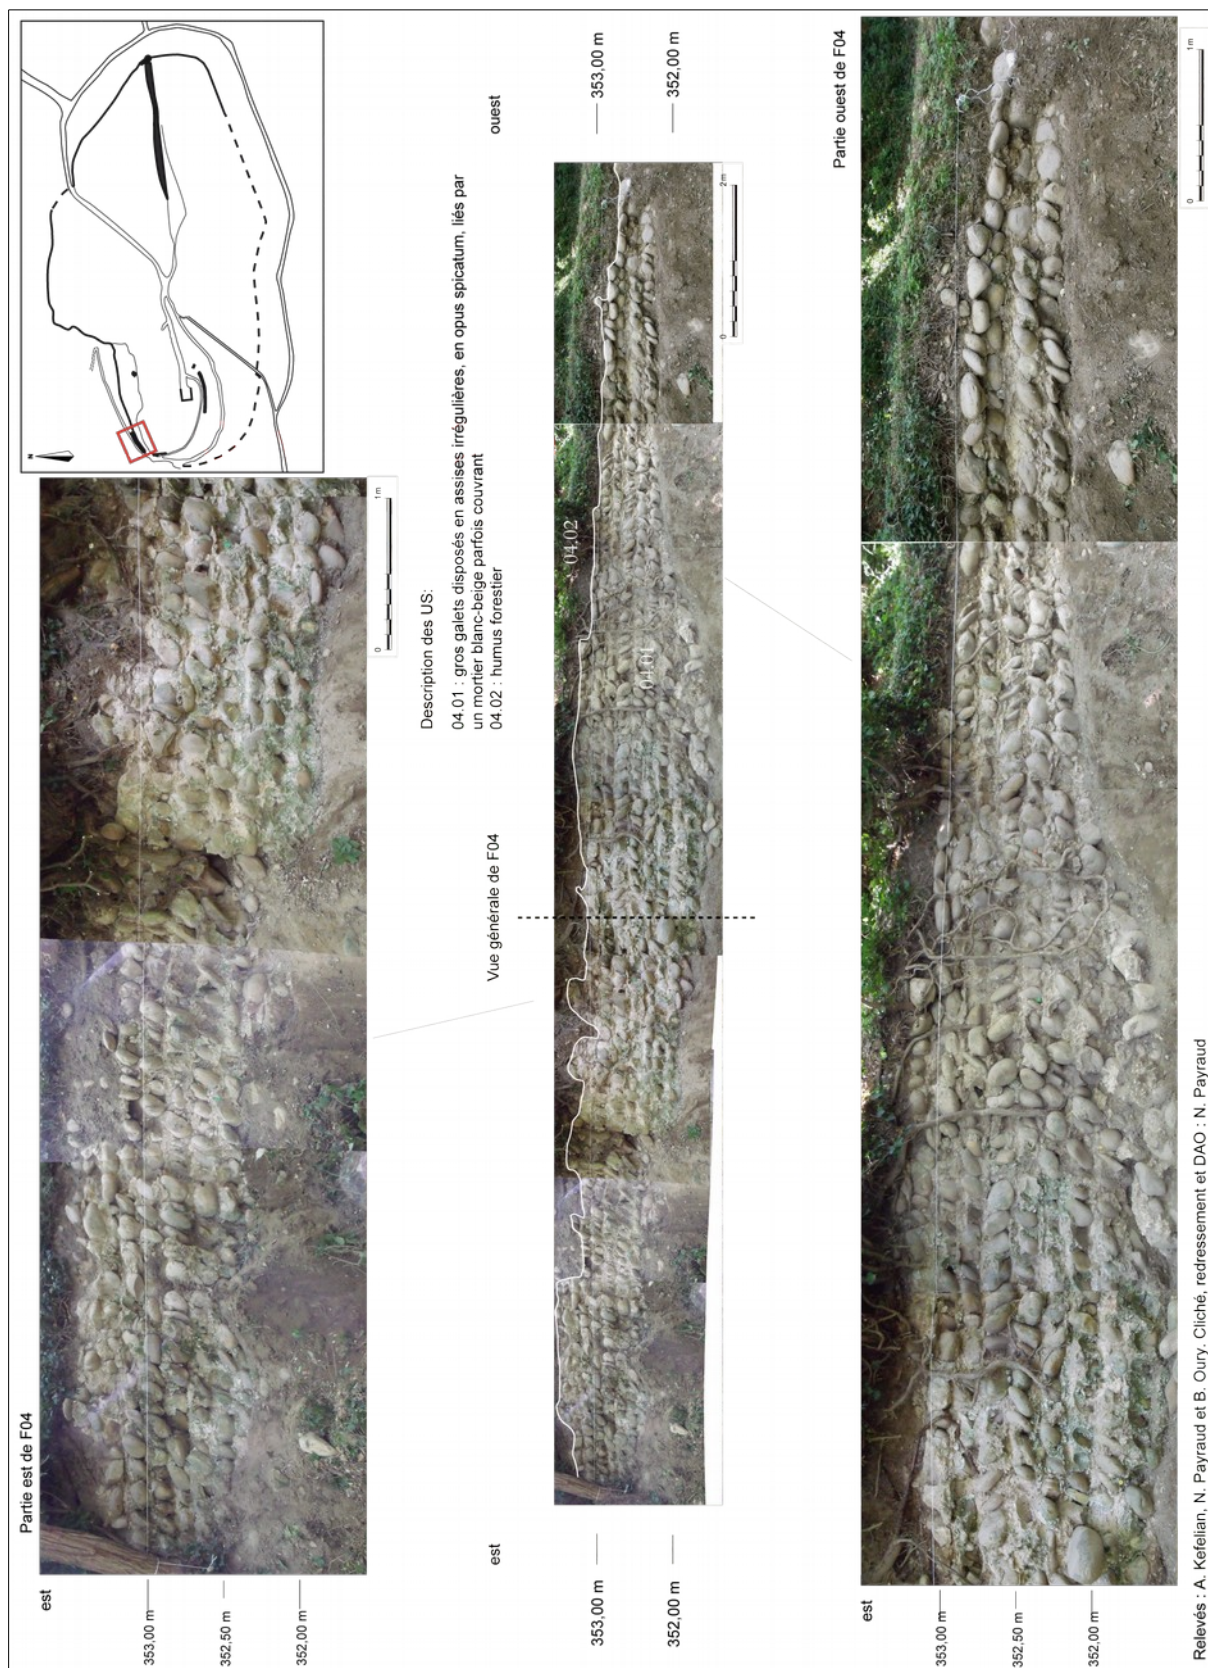 Partie est de F04
est
353,00 m
352,50 m
352,00 m
0
1m
N
Description des US:
04.01 : gros galets disposés en assises irrégulières, en opus spicatum, liés par
un mortier blanc-beige parfois couvrant
04.02 : humus forestier
Vue générale de F04
est
ouest
353,00 m
352,00 m
353,00 m
352,00 m
04.02
04.01
0
2m
Partie ouest de F04
est
353,00 m
352,50 m
352,00 m
0
1m
Relevés : A. Kefelian, N. Payraud et B. Oury. Cliché, redressement et DAO : N. Payraud